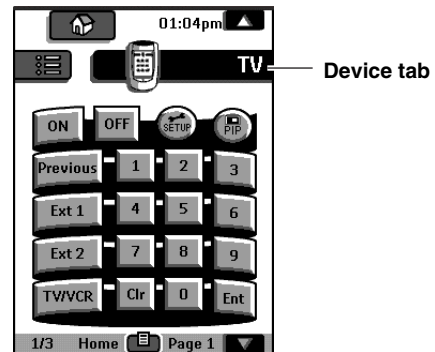 01:04pm
TV
Device tab
ON OFF SETUP PIP
Previous 1 2 3
Ext 1 4 5 6
Ext 2 7 8 9
TV/VCR Clr 0 Ent
1/3 Home Page 1